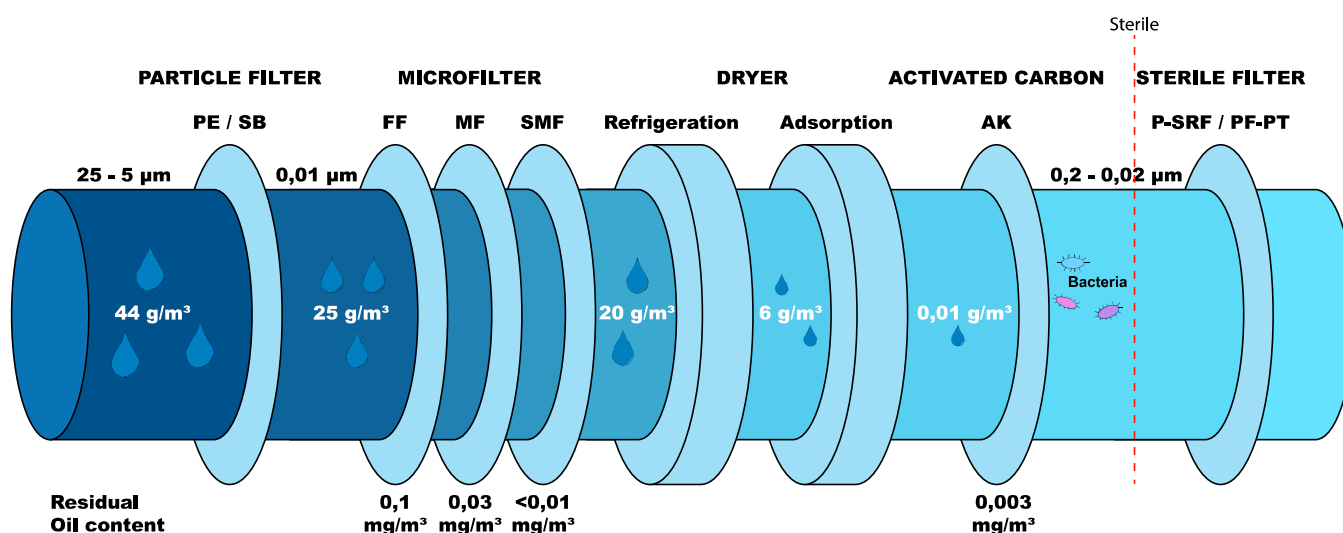 Sterile
PARTICLE FILTER MICROFILTER DRYER ACTIVATED CARBON STERILE FILTER
PE / SB FF MF SMF Refrigeration Adsorption AK P-SRF / PF-PT
25 - 5 µm 0,01 µm 0,2 - 0,02 µm
Bacteria
44 g/m³ 25 g/m³ 20 g/m³ 6 g/m³ 0,01 g/m³
Residual 0,1 0,03 <0,01 0,003
Oil content mg/m³ mg/m³ mg/m³ mg/m³